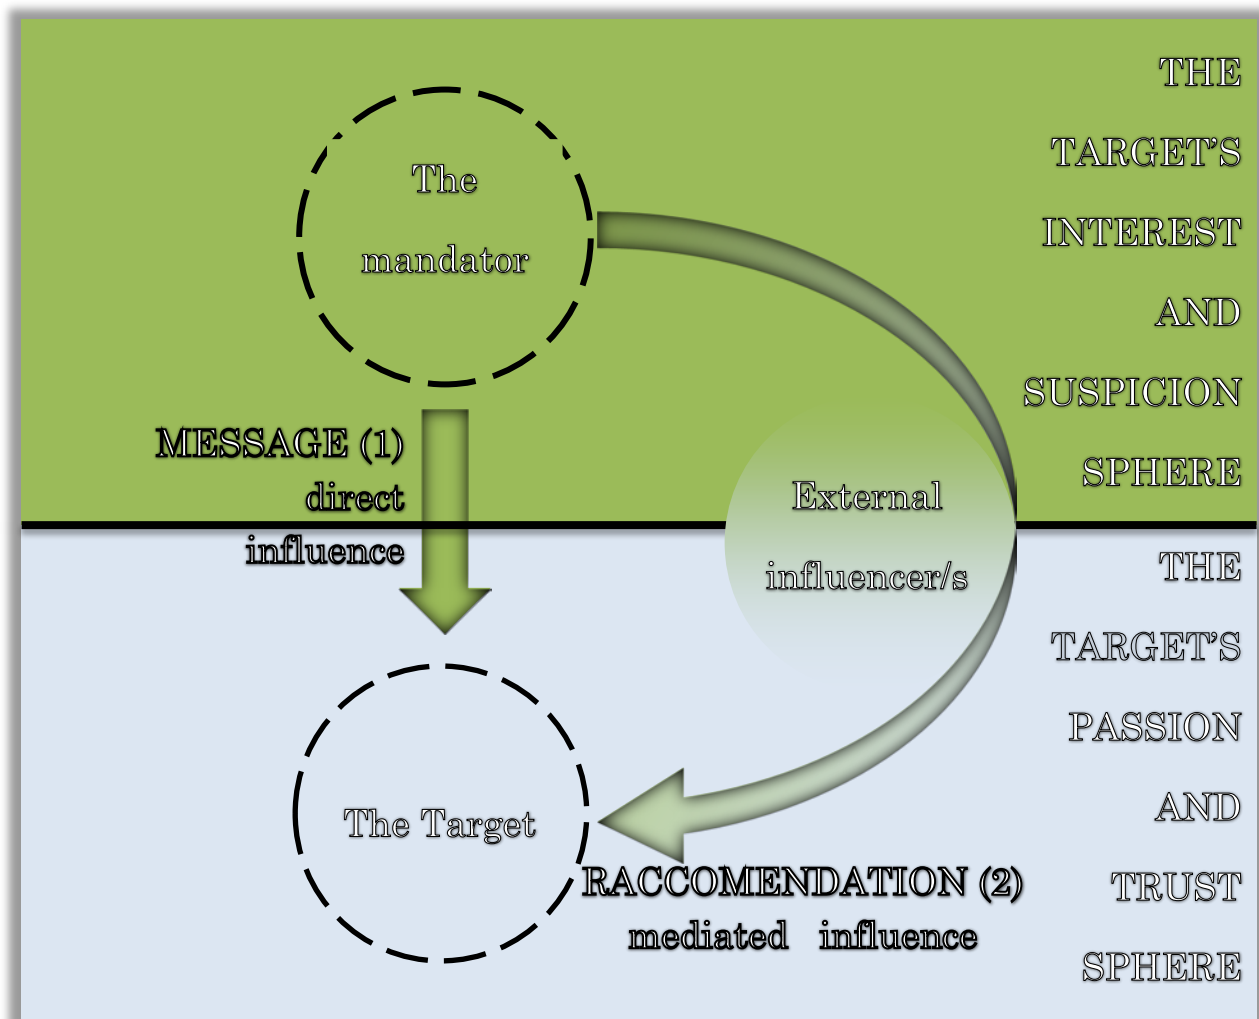 The
mandator
MESSAGE (1)
direct
influence
External
influencer/s
The Target
RACCOMENDATION (2)
mediated influence
THE
TARGET'S
INTEREST
AND
SUSPICION
SPHERE
THE
TARGET'S
PASSION
AND
TRUST
SPHERE